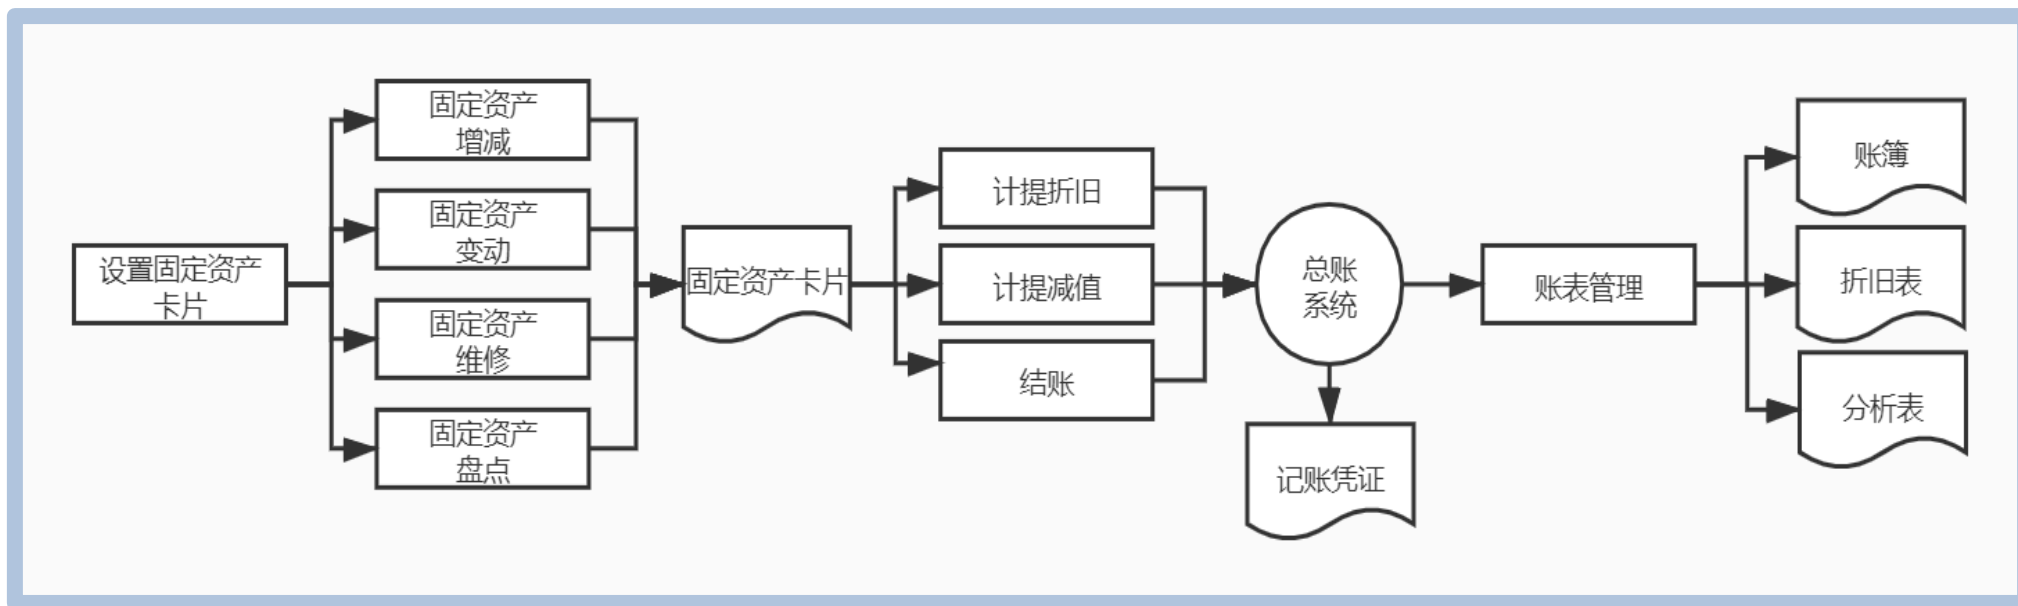 设置固定资产
卡片
固定资产
增减
固定资产
变动
固定资产
维修
固定资产
盘点
固定资产卡片
计提折旧
计提减值
结账
总账
系统
记账凭证
账表管理
账簿
折旧表
分析表